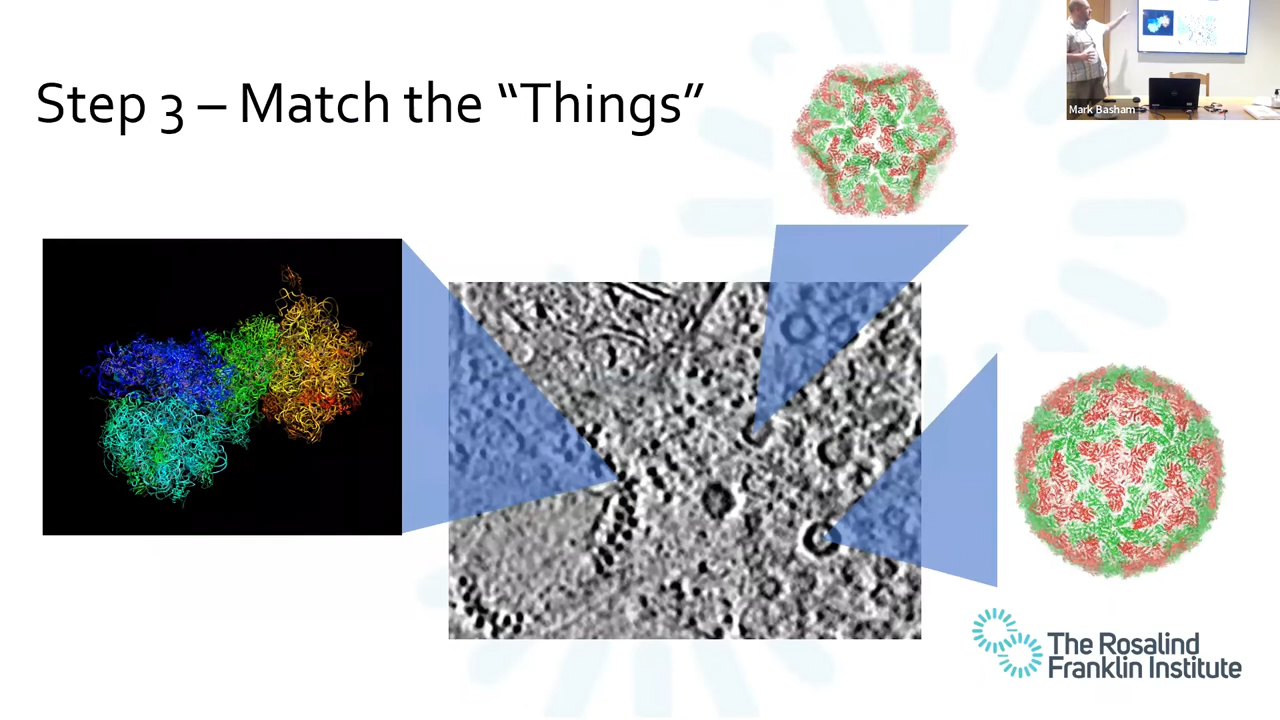 Step 3 – Match the “Things”
Mark Basham
The Rosalind
Franklin Institute